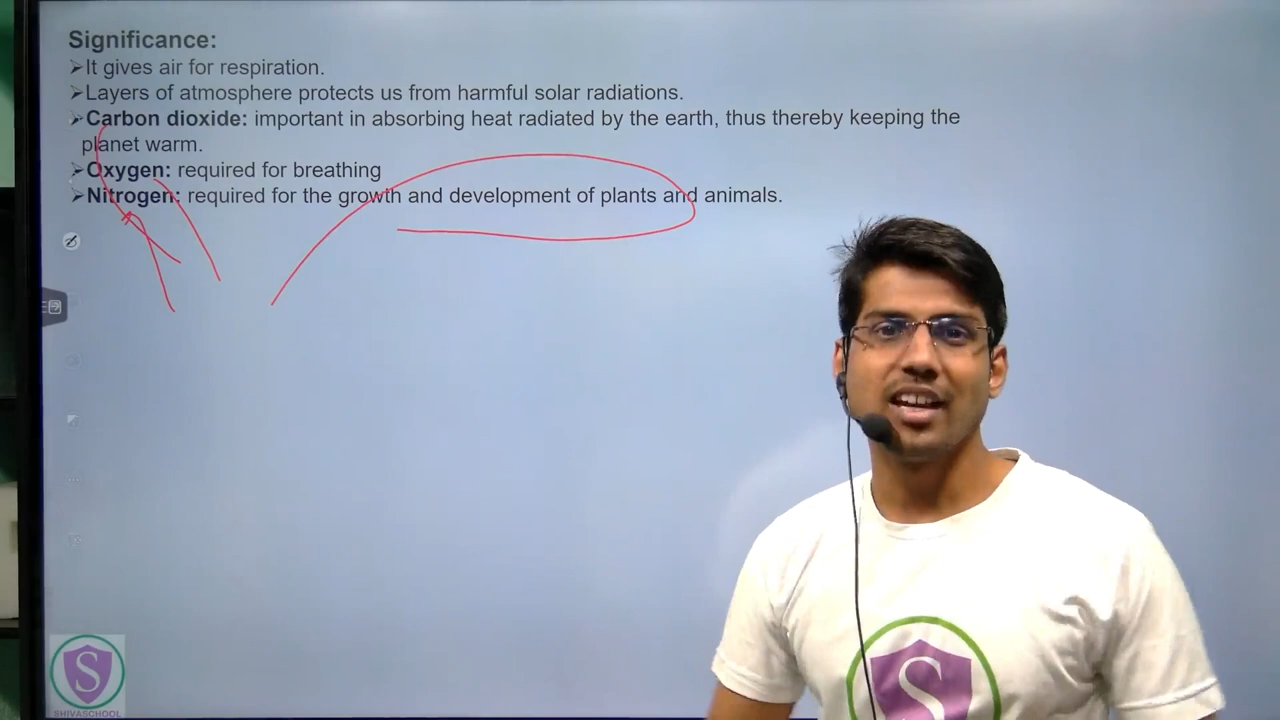 Significance:
➢It gives air for respiration.
➢Layers of atmosphere protects us from harmful solar radiations.
➢Carbon dioxide: important in absorbing heat radiated by the earth, thus thereby keeping the
planet warm.
➢Oxygen: required for breathing
➢Nitrogen: required for the growth and development of plants and animals.
S
SHIVASCHOOL
S